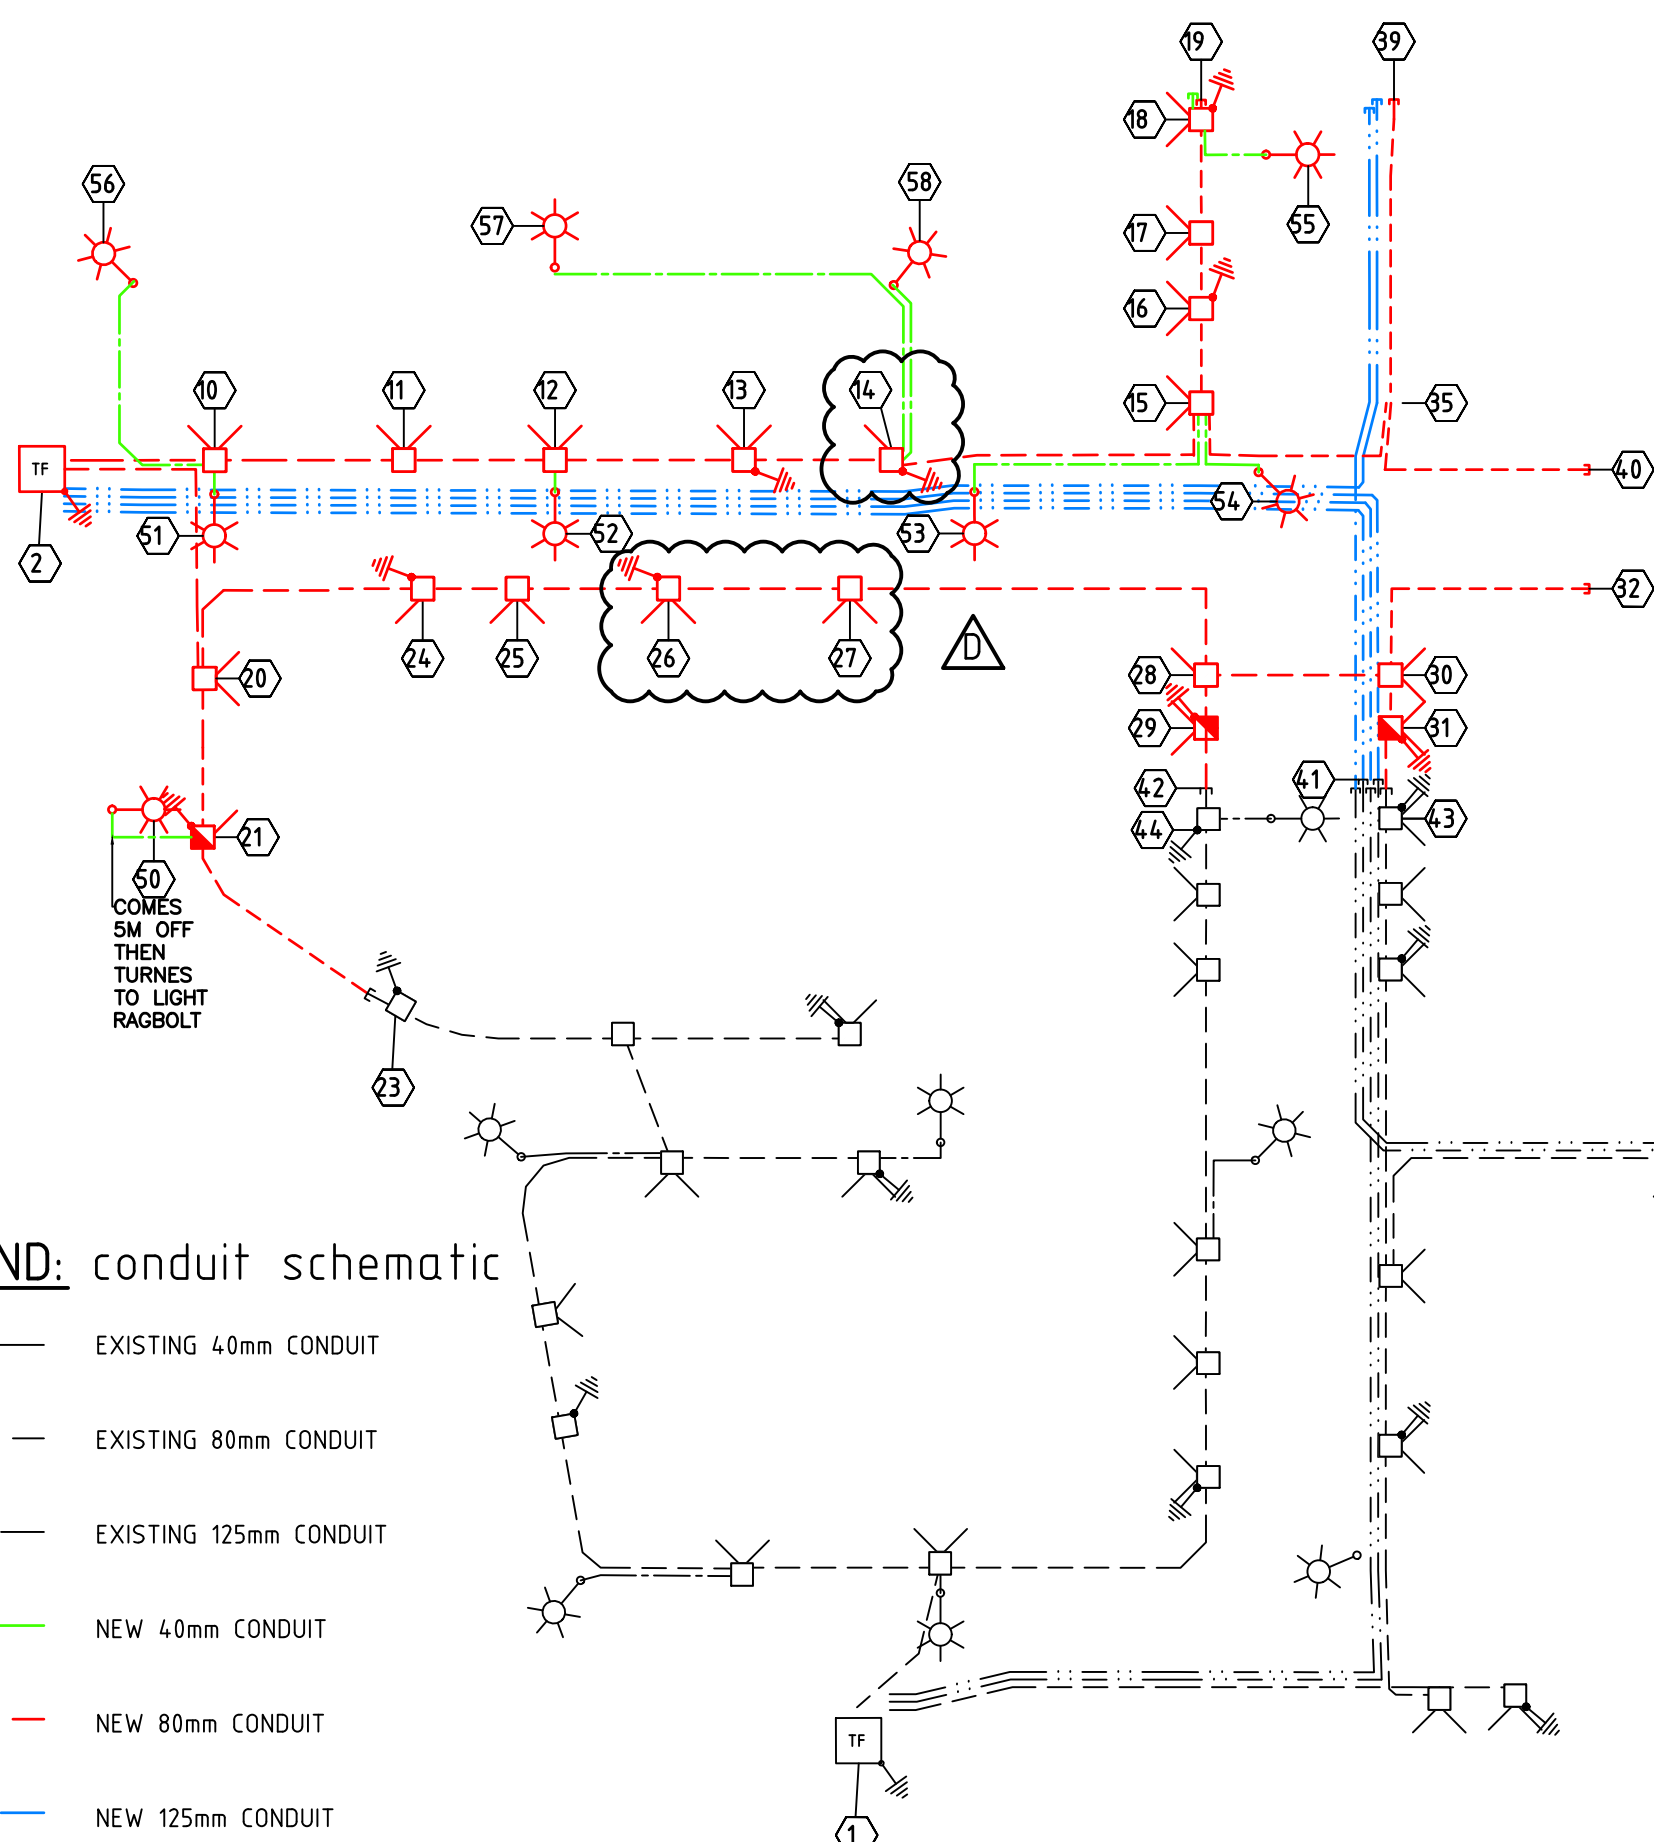 19
39
18
56
58
57
17
55
16
10
11
12
13
14
15
35
TF
40
54
51
52
53
2
32
D
24
25
26
27
20
28
30
29
31
41
42
43
44
21
50
COMES
5M OFF
THEN
TURNES
TO LIGHT
RAGBOLT
23
ND: conduit schematic
EXISTING 40mm CONDUIT
EXISTING 80mm CONDUIT
EXISTING 125mm CONDUIT
NEW 40mm CONDUIT
NEW 80mm CONDUIT
TF
NEW 125mm CONDUIT
1